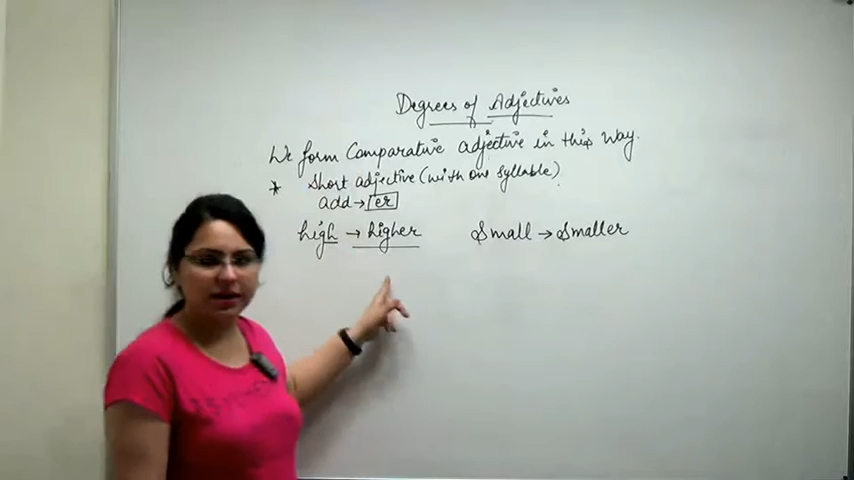 Degrees of Adjectives
We form Comparative adjective in this way.
* Short adjective (with one syllable)
add → er
high → higher Small → Smaller